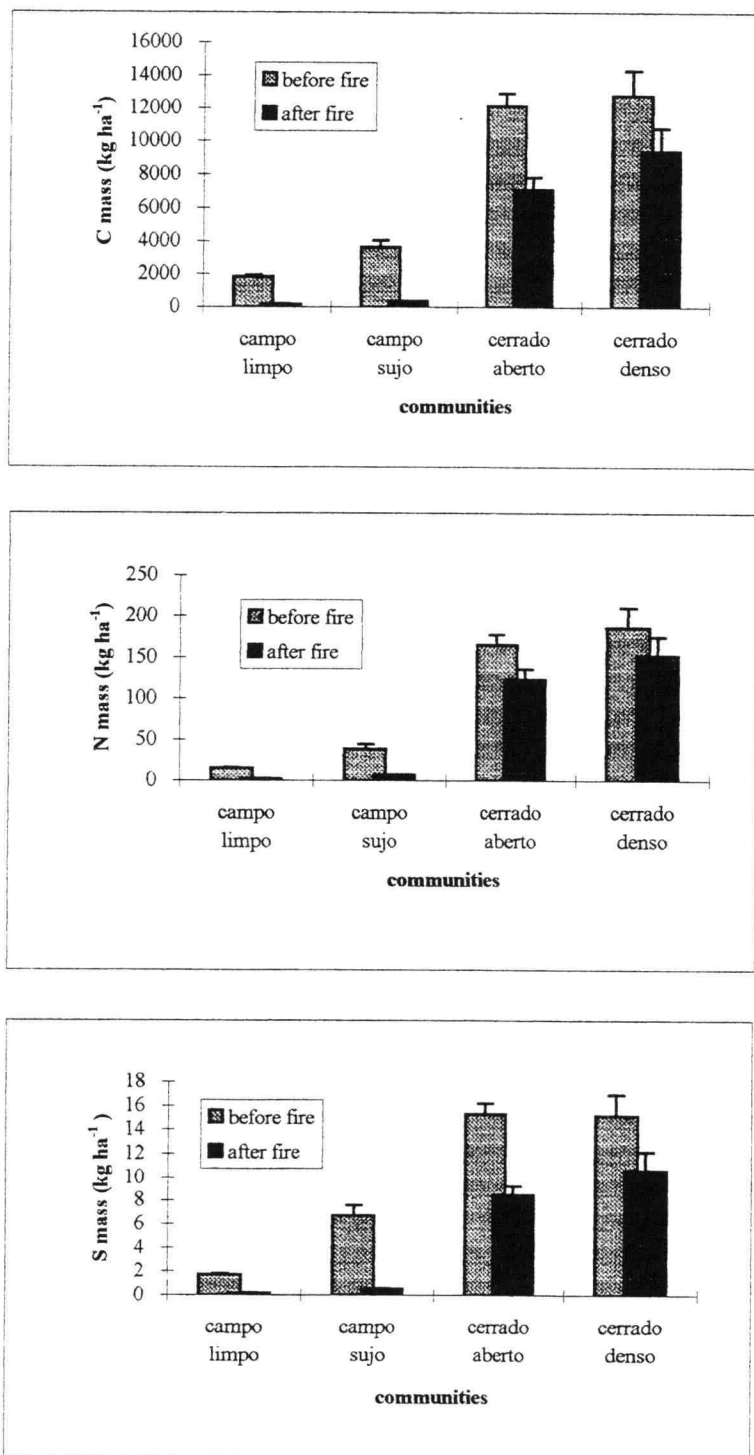 16000
14000
12000
10000
8000
6000
4000
2000
0
C mass (kg ha⁻¹)
before fire
after fire
campo limpo
campo sujo
cerrado aberto
cerrado denso
communities
250
200
150
100
50
0
N mass (kg ha⁻¹)
before fire
after fire
campo limpo
campo sujo
cerrado aberto
cerrado denso
communities
18
16
14
12
10
8
6
4
2
0
S mass (kg ha⁻¹)
before fire
after fire
campo limpo
campo sujo
cerrado aberto
cerrado denso
communities